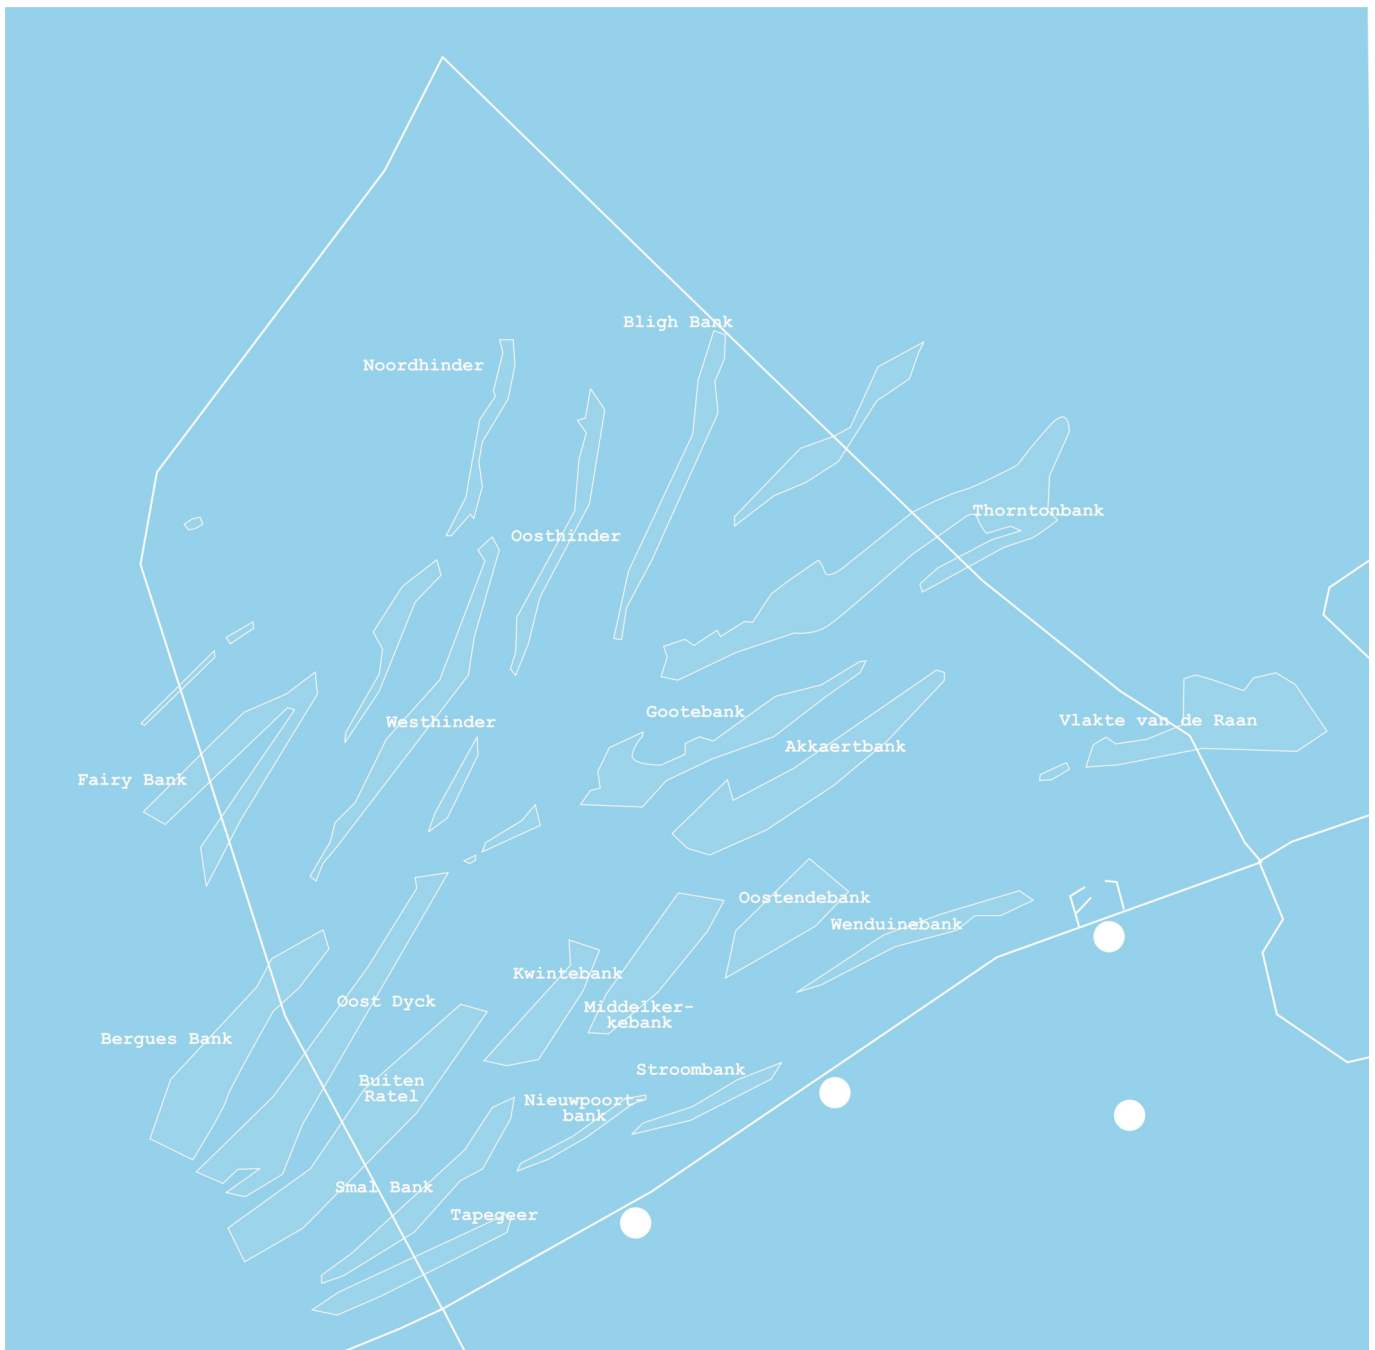 Bligh Bank
Noordhinder
Thorntonbank
Oosthinder
Gootebank
Vlakte van de Raan
Westhinder
Akkaertbank
Fairy Bank
Oostendebank
Wenduinebank
Kwintebank
Oost Dyck
Middelker-
kebank
Bergues Bank
Stroombank
Buiten
Ratel
Nieuwpoort-
bank
Smal Bank
Tapegeer